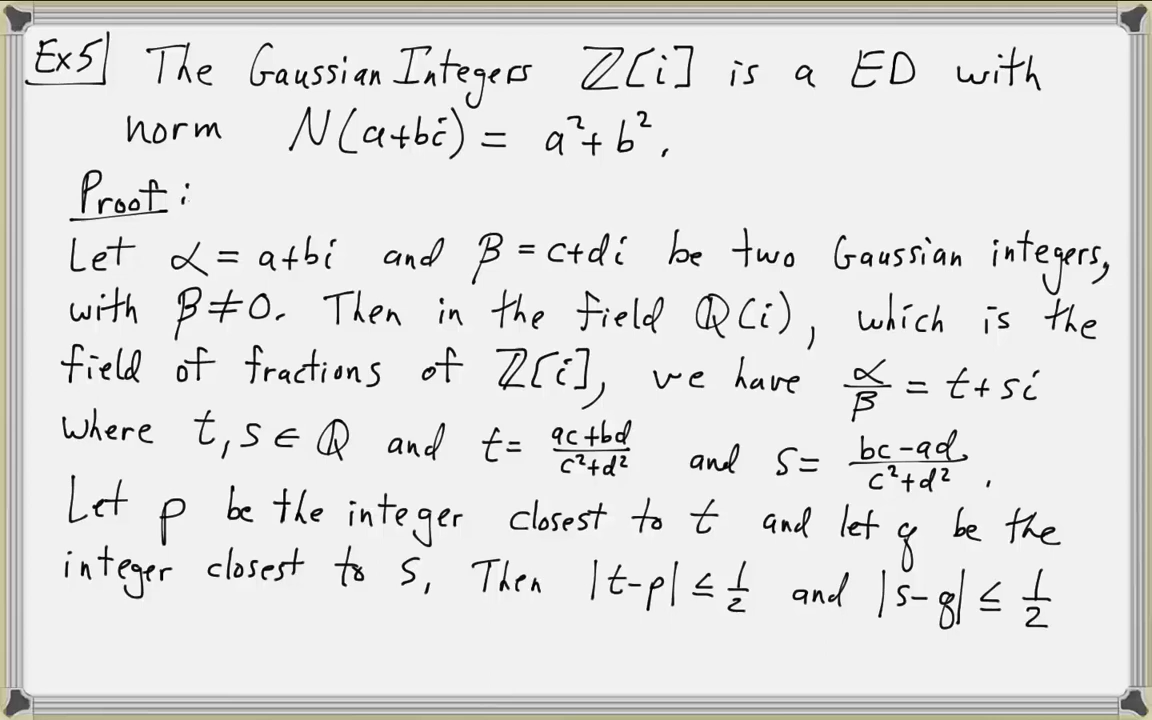 Ex5 The Gaussian Integers ℤ[i] is a ED with
norm N(a+bi) = a²+b².
Proof:
Let α = a+bi and β = c+di be two Gaussian integers,
with β≠0. Then in the field ℚ(i), which is the
field of fractions of ℤ[i], we have α/β = t+si
where t,s ∈ ℚ and t= (ac+bd)/(c²+d²) and s= (bc-ad)/(c²+d²).
Let p be the integer closest to t and let q be the
integer closest to s. Then |t-p| ≤ 1/2 and |s-q| ≤ 1/2